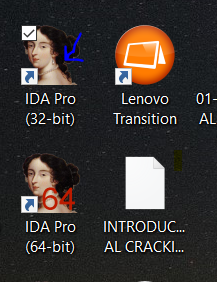 IDA Pro
(32-bit)
Lenovo
Transition
01-
AL
64
IDA Pro
(64-bit)
INTRODUC...
AL CRACKI...